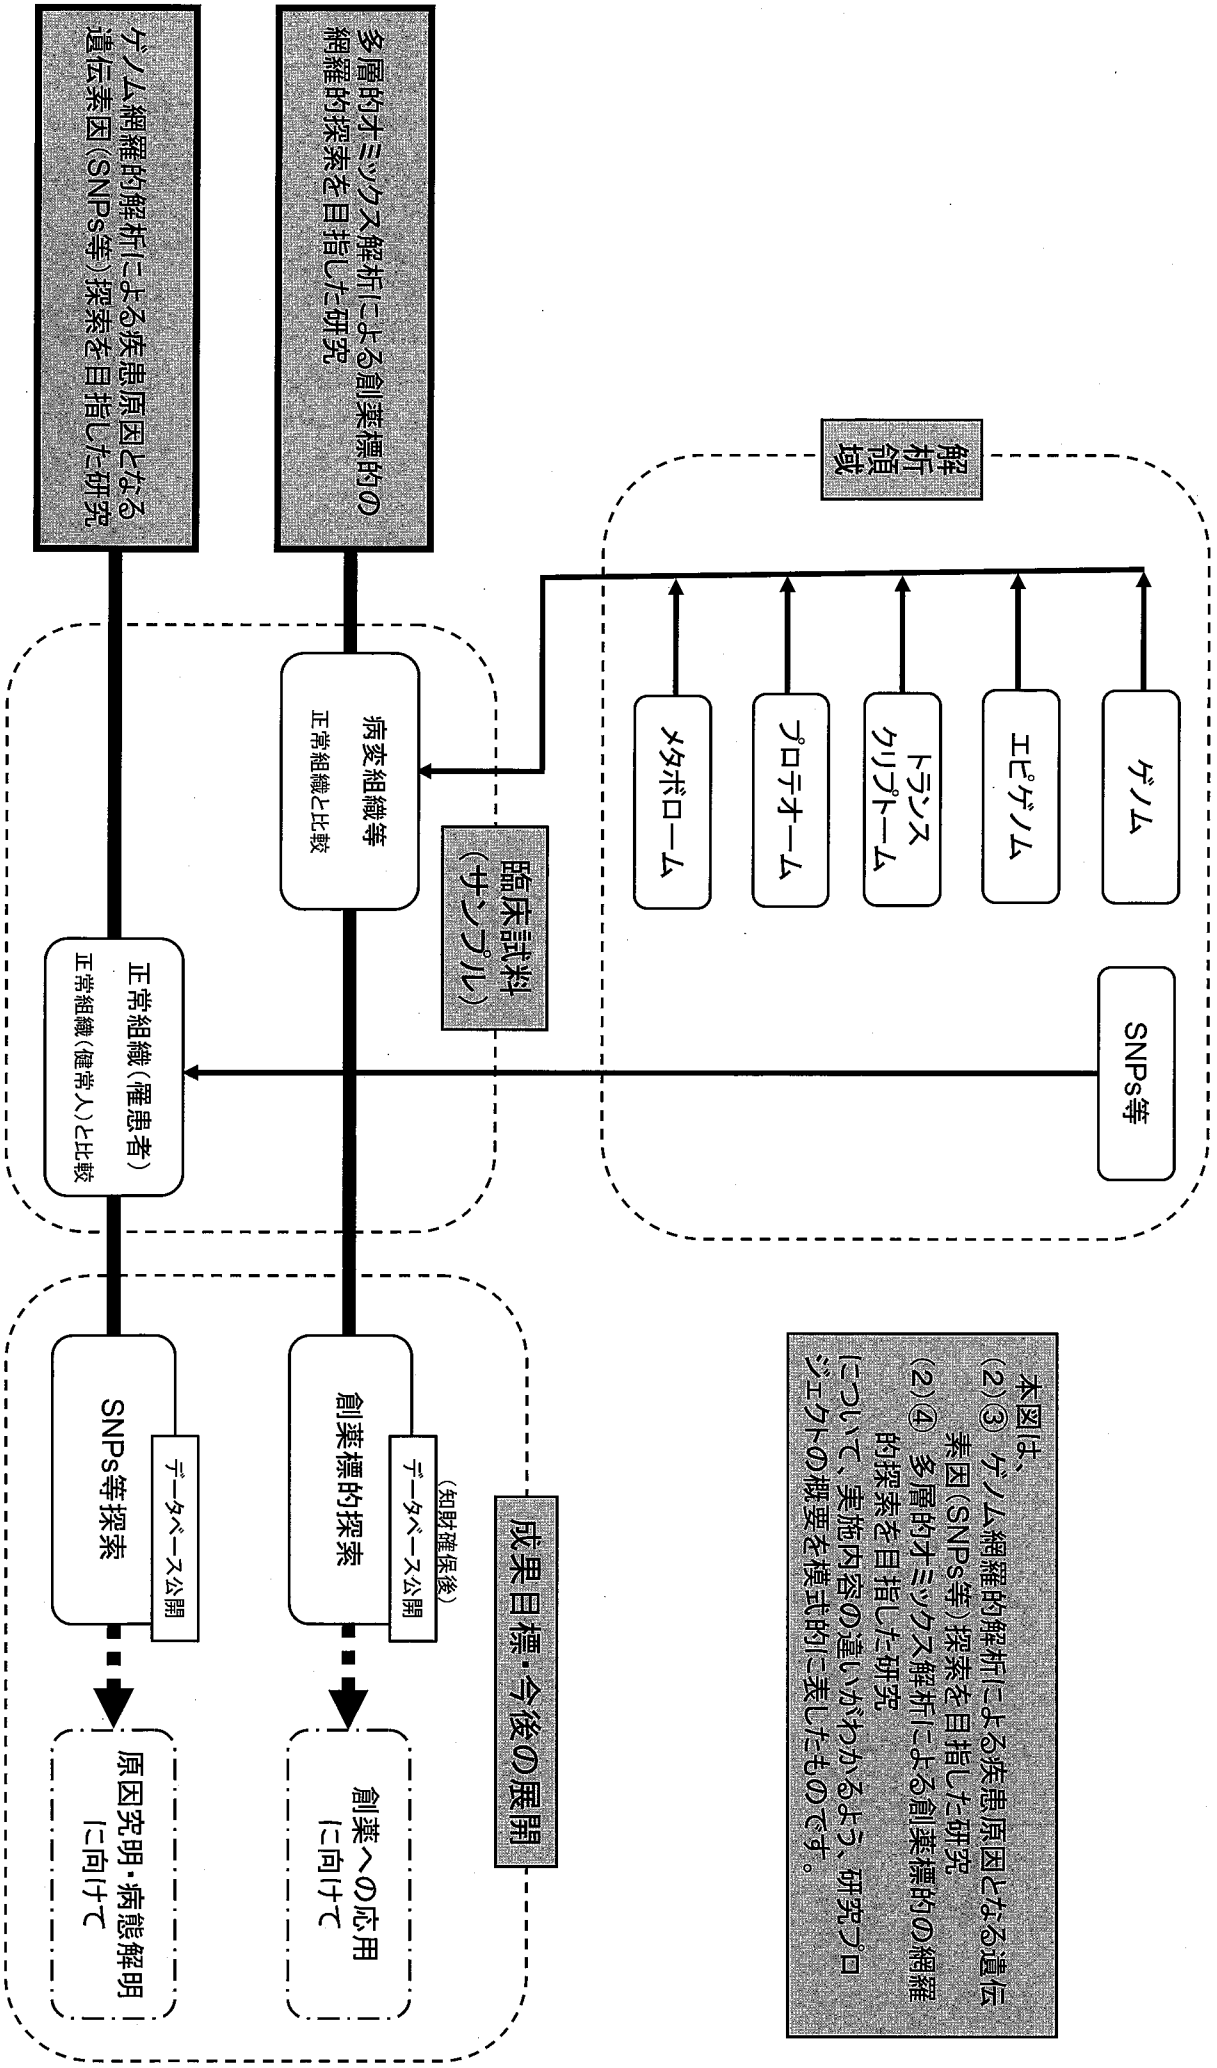 本図は、
(2)③ ゲノム網羅的解析による疾患原因となる遺伝
素因(SNPs等)探索を目指した研究
(2)④ 多層的オミックス解析による創薬標的の網羅
的探索を目指した研究
について、実施内容の違いがわかるよう、研究プロ
ジェクトの概要を模式的に表したものです。
解析領域
ゲノム
エピゲノム
トランス
クリプトーム
プロテオーム
メタボローム
SNPs等
臨床試料
(サンプル)
成果目標・今後の展開
多層的オミックス解析による創薬標的の
網羅的探索を目指した研究
病変組織等
正常組織と比較
(知財確保後)
データベース公開
創薬標的探索
創薬への応用
に向けて
ゲノム網羅的解析による疾患原因となる
遺伝素因(SNPs等)探索を目指した研究
正常組織(罹患者)
正常組織(健常人)と比較
データベース公開
SNPs等探索
原因究明・病態解明
に向けて